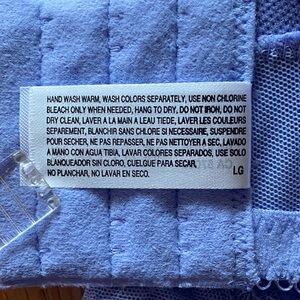 HAND WASH WARM, WASH COLORS SEPARATELY, USE NON CHLORINE
BLEACH ONLY WHEN NEEDED, HANG TO DRY, DO NOT IRON, DO NOT
DRY CLEAN, LAVER A LA MAIN A LEAU TIEDE, LAVER LES COULEURS
SEPAREMENT, BLANCHIR SANS CHLORE SI NECESSAIRE, SUSPENDRE
POUR SECHER, NE PAS REPASSER, NE PAS NETTOYER A SEC, LAVADO
A MANO CON AGUA TIBIA, LAVAR COLORES SEPARADOS, USE SOLO
BLANQUEADOR SIN CLORO, CUELGUE PARA SECAR,
NO PLANCHAR, NO LAVAR EN SECO.
LG